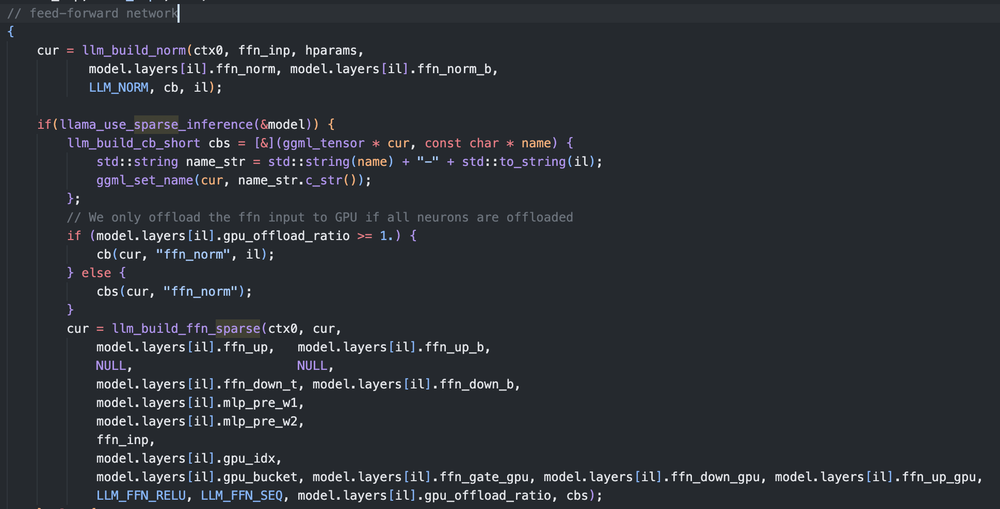 // feed-forward network
{
    cur = llm_build_norm(ctx0, ffn_inp, hparams,
           model.layers[il].ffn_norm, model.layers[il].ffn_norm_b,
           LLM_NORM, cb, il);

    if(llama_use_sparse_inference(&model)) {
        llm_build_cb_short cbs = [&](ggml_tensor * cur, const char * name) {
            std::string name_str = std::string(name) + "-" + std::to_string(il);
            ggml_set_name(cur, name_str.c_str());
        };
        // We only offload the ffn input to GPU if all neurons are offloaded
        if (model.layers[il].gpu_offload_ratio >= 1.) {
            cb(cur, "ffn_norm", il);
        } else {
            cbs(cur, "ffn_norm");
        }
        cur = llm_build_ffn_sparse(ctx0, cur,
            model.layers[il].ffn_up,   model.layers[il].ffn_up_b,
            NULL,                      NULL,
            model.layers[il].ffn_down_t, model.layers[il].ffn_down_b,
            model.layers[il].mlp_pre_w1,
            model.layers[il].mlp_pre_w2,
            ffn_inp,
            model.layers[il].gpu_idx,
            model.layers[il].gpu_bucket, model.layers[il].ffn_gate_gpu, model.layers[il].ffn_down_gpu, model.layers[il].ffn_up_gpu,
            LLM_FFN_RELU, LLM_FFN_SEQ, model.layers[il].gpu_offload_ratio, cbs);